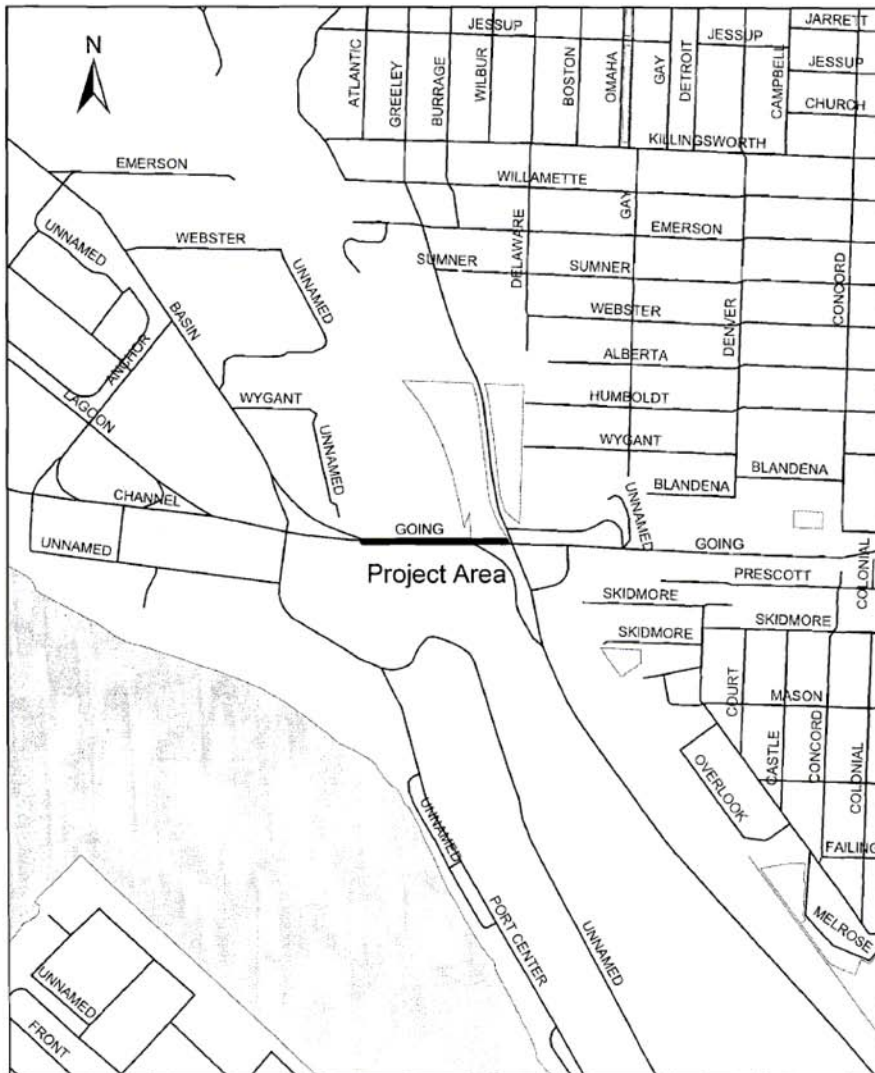 N
JARRETT
JESSUP
JESSUP
JESSUP
CHURCH
ATLANTIC
GREELEY
BURRAGE
WILBUR
BOSTON
OMAHA
GAY
DETROIT
CAMPBELL
KILLINGSWORTH
EMERSON
WILLAMETTE
UNNAMED
WEBSTER
UNNAMED
DELAWARE
GAY
EMERSON
SUMNER
SUMNER
CONCORD
BASIN
WEBSTER
DENVER
ANCHOR
ALBERTA
LAGOON
WYGANT
HUMBOLDT
UNNAMED
WYGANT
BLANDENA
BLANDENA
CHANNEL
UNNAMED
GOING
UNNAMED
GOING
Project Area
PRESCOTT
COLONIAL
SKIDMORE
SKIDMORE
SKIDMORE
COURT
MASON
CASTLE
CONCORD
COLONIAL
OVERLOOK
UNNAMED
FAILING
PORT CENTER
UNNAMED
MELROSE
UNNAMED
FRONT